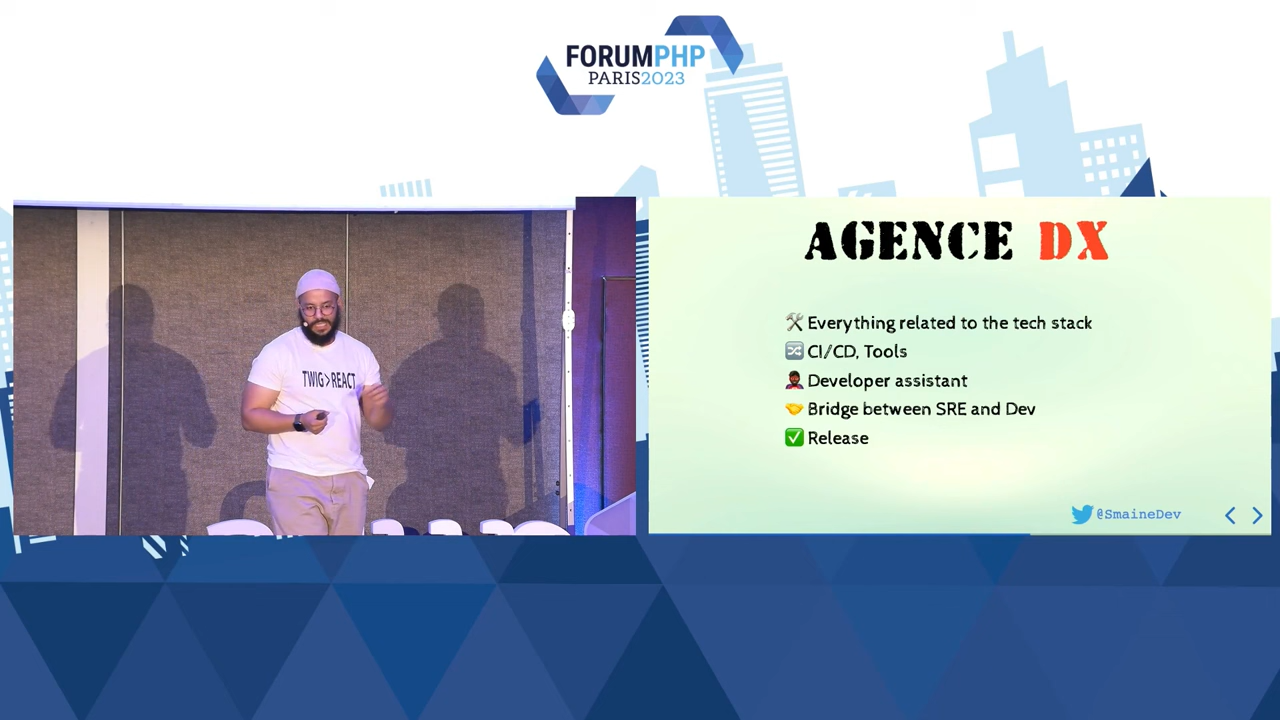 FORUMPHP
PARIS2023
TWIG>REACT
AGENCE DX
Everything related to the tech stack
CI/CD, Tools
Developer assistant
Bridge between SRE and Dev
Release
@SmaineDev